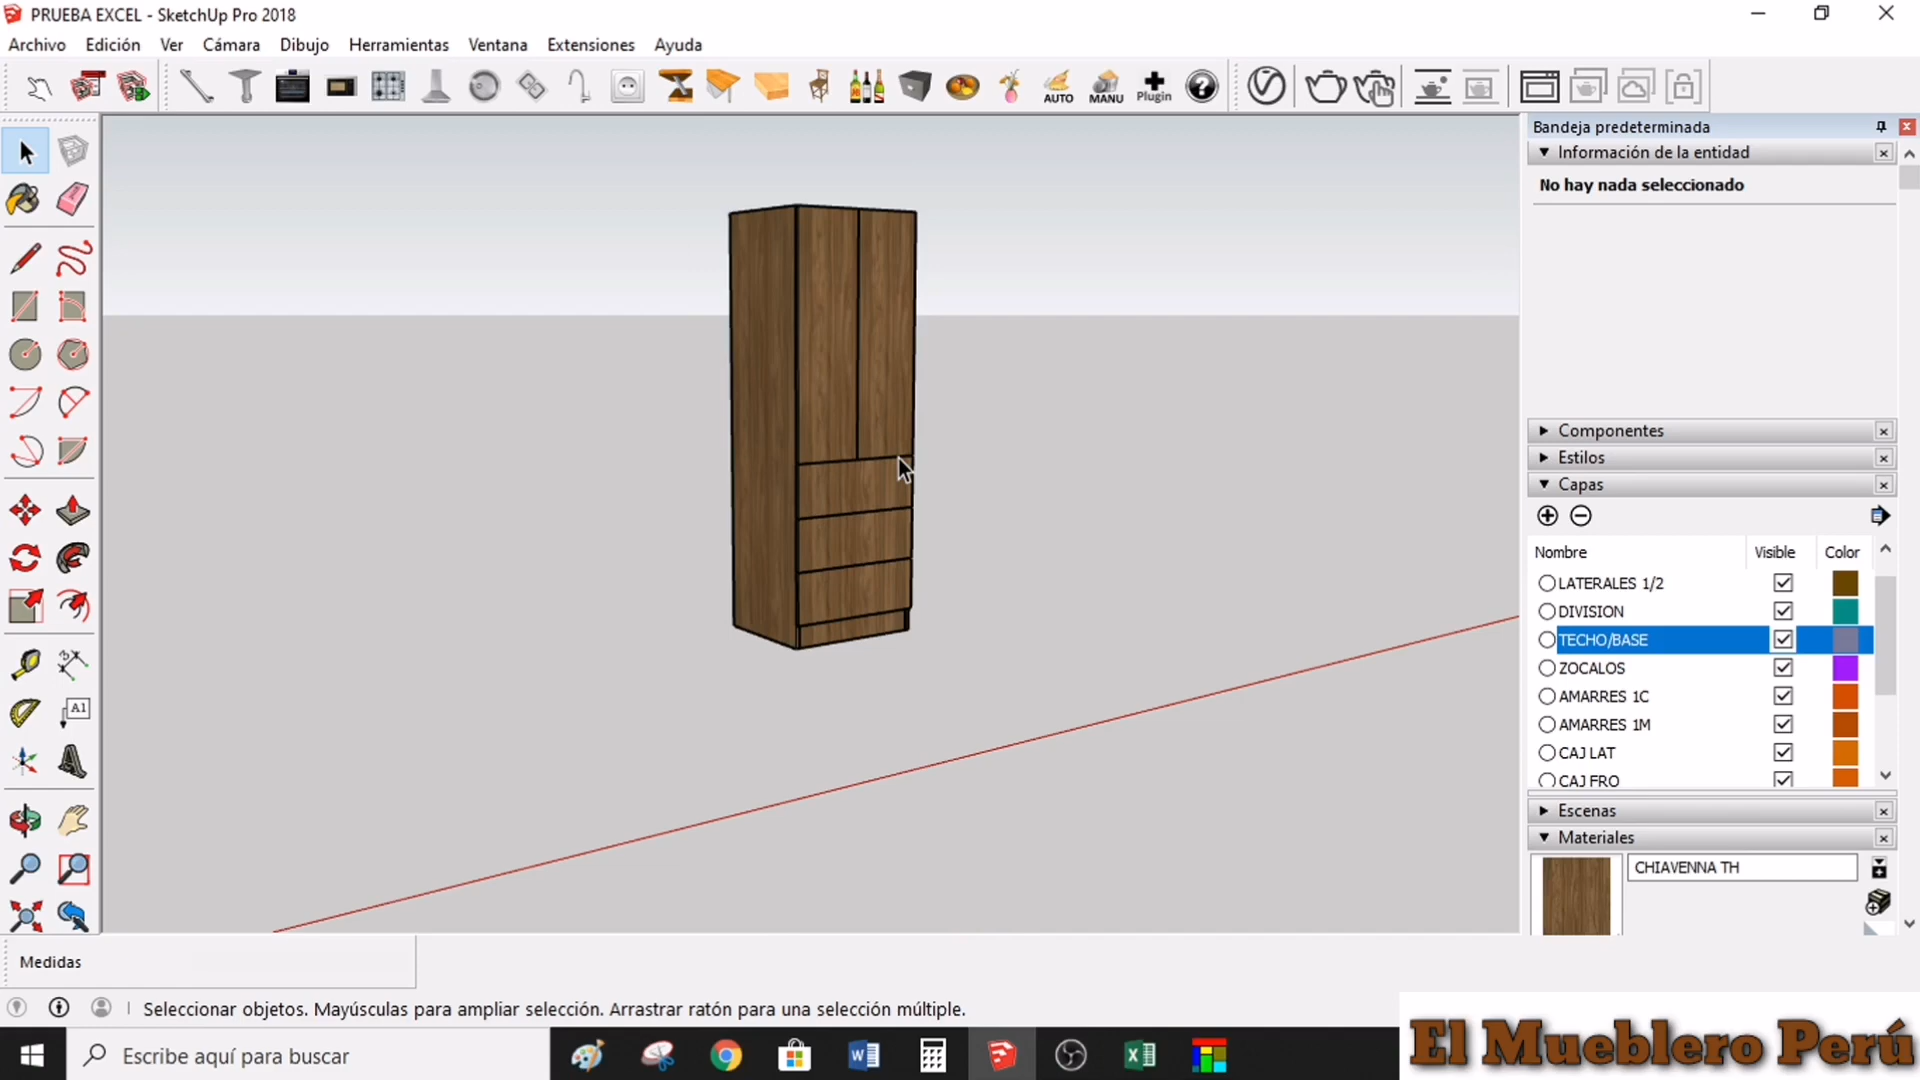 PRUEBA EXCEL - SketchUp Pro 2018
Archivo Edición Ver Cámara Dibujo Herramientas Ventana Extensiones Ayuda
AUTO MANU Plugin
Bandeja predeterminada
Información de la entidad
No hay nada seleccionado
Componentes
Estilos
Capas
Nombre Visible Color
LATERALES 1/2
DIVISION
TECHO/BASE
ZOCALOS
AMARRES 1C
AMARRES 1M
CAJ LAT
CAJ FRO
Escenas
Materiales
CHIAVENNA TH
A1
Medidas
Seleccionar objetos. Mayúsculas para ampliar selección. Arrastrar ratón para una selección múltiple.
Escribe aquí para buscar
El Mueblero Perú